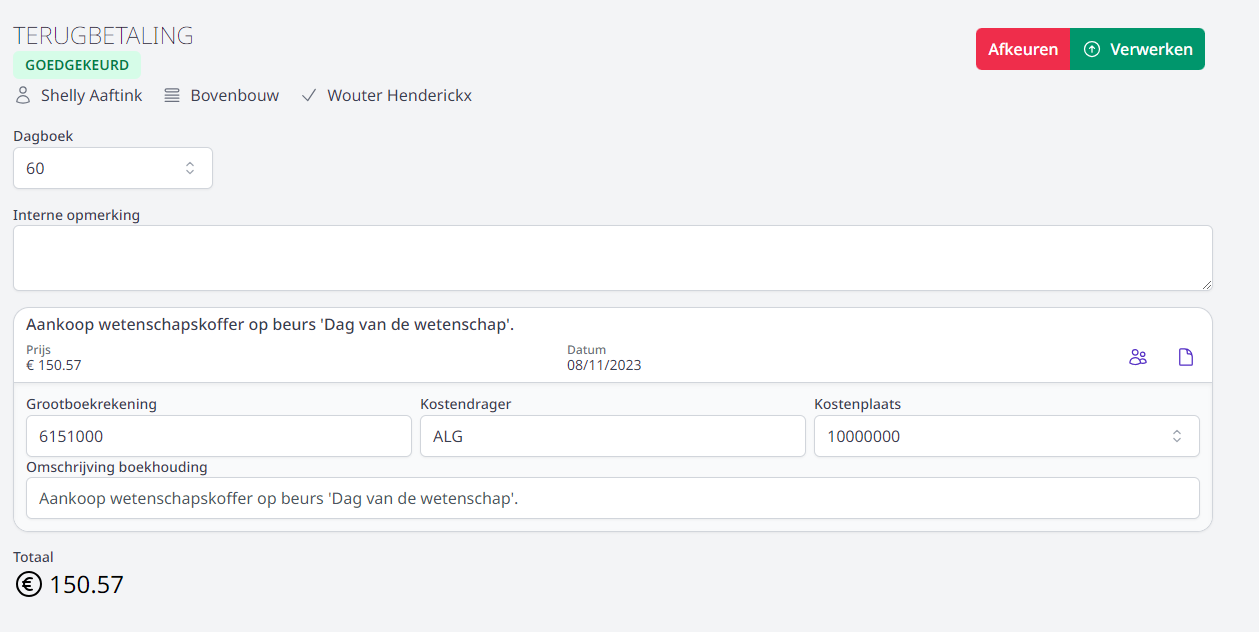 TERUGBETALING
Afkeuren
Verwerken
GOEDGEKEURD
Shelly Aaftink Bovenbouw Wouter Henderickx
Dagboek
60
Interne opmerking
Aankoop wetenschapskoffer op beurs 'Dag van de wetenschap'.
Prijs Datum
€ 150.57 08/11/2023
Grootboekrekening Kostendrager Kostenplaats
6151000 ALG 10000000
Omschrijving boekhouding
Aankoop wetenschapskoffer op beurs 'Dag van de wetenschap'.
Totaal
€ 150.57